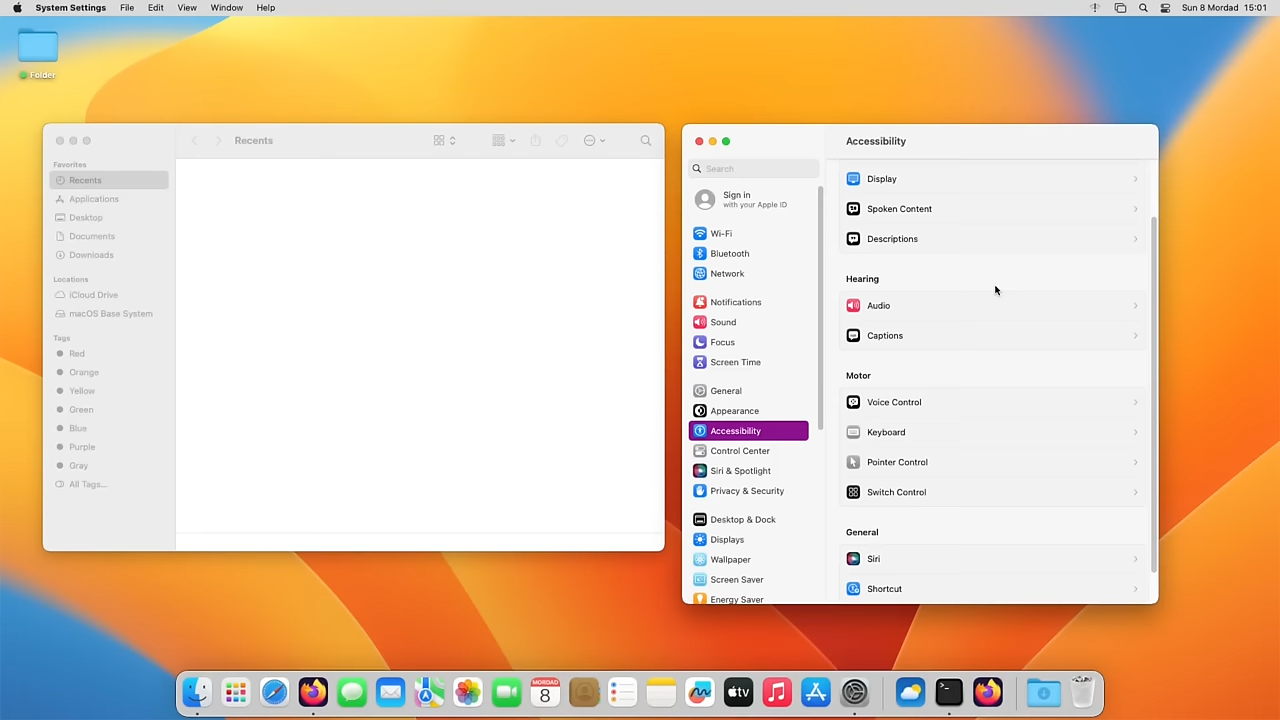 System Settings File Edit View Window Help Sun 8 Mordad 15:01
Folder
Recents
Favorites
Recents
Applications
Desktop
Documents
Downloads
Locations
iCloud Drive
macOS Base System
Tags
Red
Orange
Yellow
Green
Blue
Purple
Gray
All Tags...
Accessibility
Search
Sign in
with your Apple ID
Wi-Fi
Bluetooth
Network
Notifications
Sound
Focus
Screen Time
General
Appearance
Accessibility
Control Center
Siri & Spotlight
Privacy & Security
Desktop & Dock
Displays
Wallpaper
Screen Saver
Energy Saver
Display
Spoken Content
Descriptions
Hearing
Audio
Captions
Motor
Voice Control
Keyboard
Pointer Control
Switch Control
General
Siri
Shortcut
MORDAD
8
tv